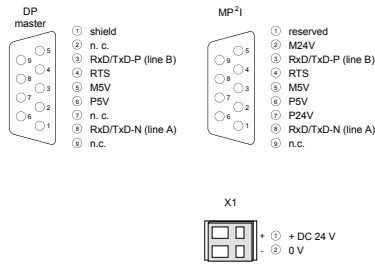 DP
master
1 shield
2 n. c.
3 RxD/TxD-P (line B)
4 RTS
5 M5V
6 P5V
7 n. c.
8 RxD/TxD-N (line A)
9 n.c.
5
9
4
8
3
7
2
6
1
MP²I
1 reserved
2 M24V
3 RxD/TxD-P (line B)
4 RTS
5 M5V
6 P5V
7 P24V
8 RxD/TxD-N (line A)
9 n.c.
5
9
4
8
3
7
2
6
1
X1
+ 1 + DC 24 V
- 2 0 V